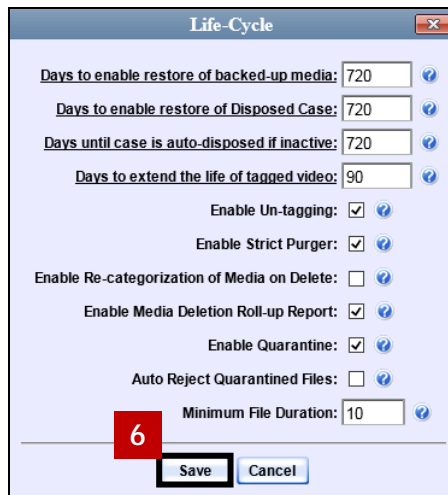 Life-Cycle
Days to enable restore of backed-up media: 720
Days to enable restore of Disposed Case: 720
Days until case is auto-disposed if inactive: 720
Days to extend the life of tagged video: 90
Enable Un-tagging:
Enable Strict Purger:
Enable Re-categorization of Media on Delete:
Enable Media Deletion Roll-up Report:
Enable Quarantine:
Auto Reject Quarantined Files:
Minimum File Duration: 10
6
Save Cancel